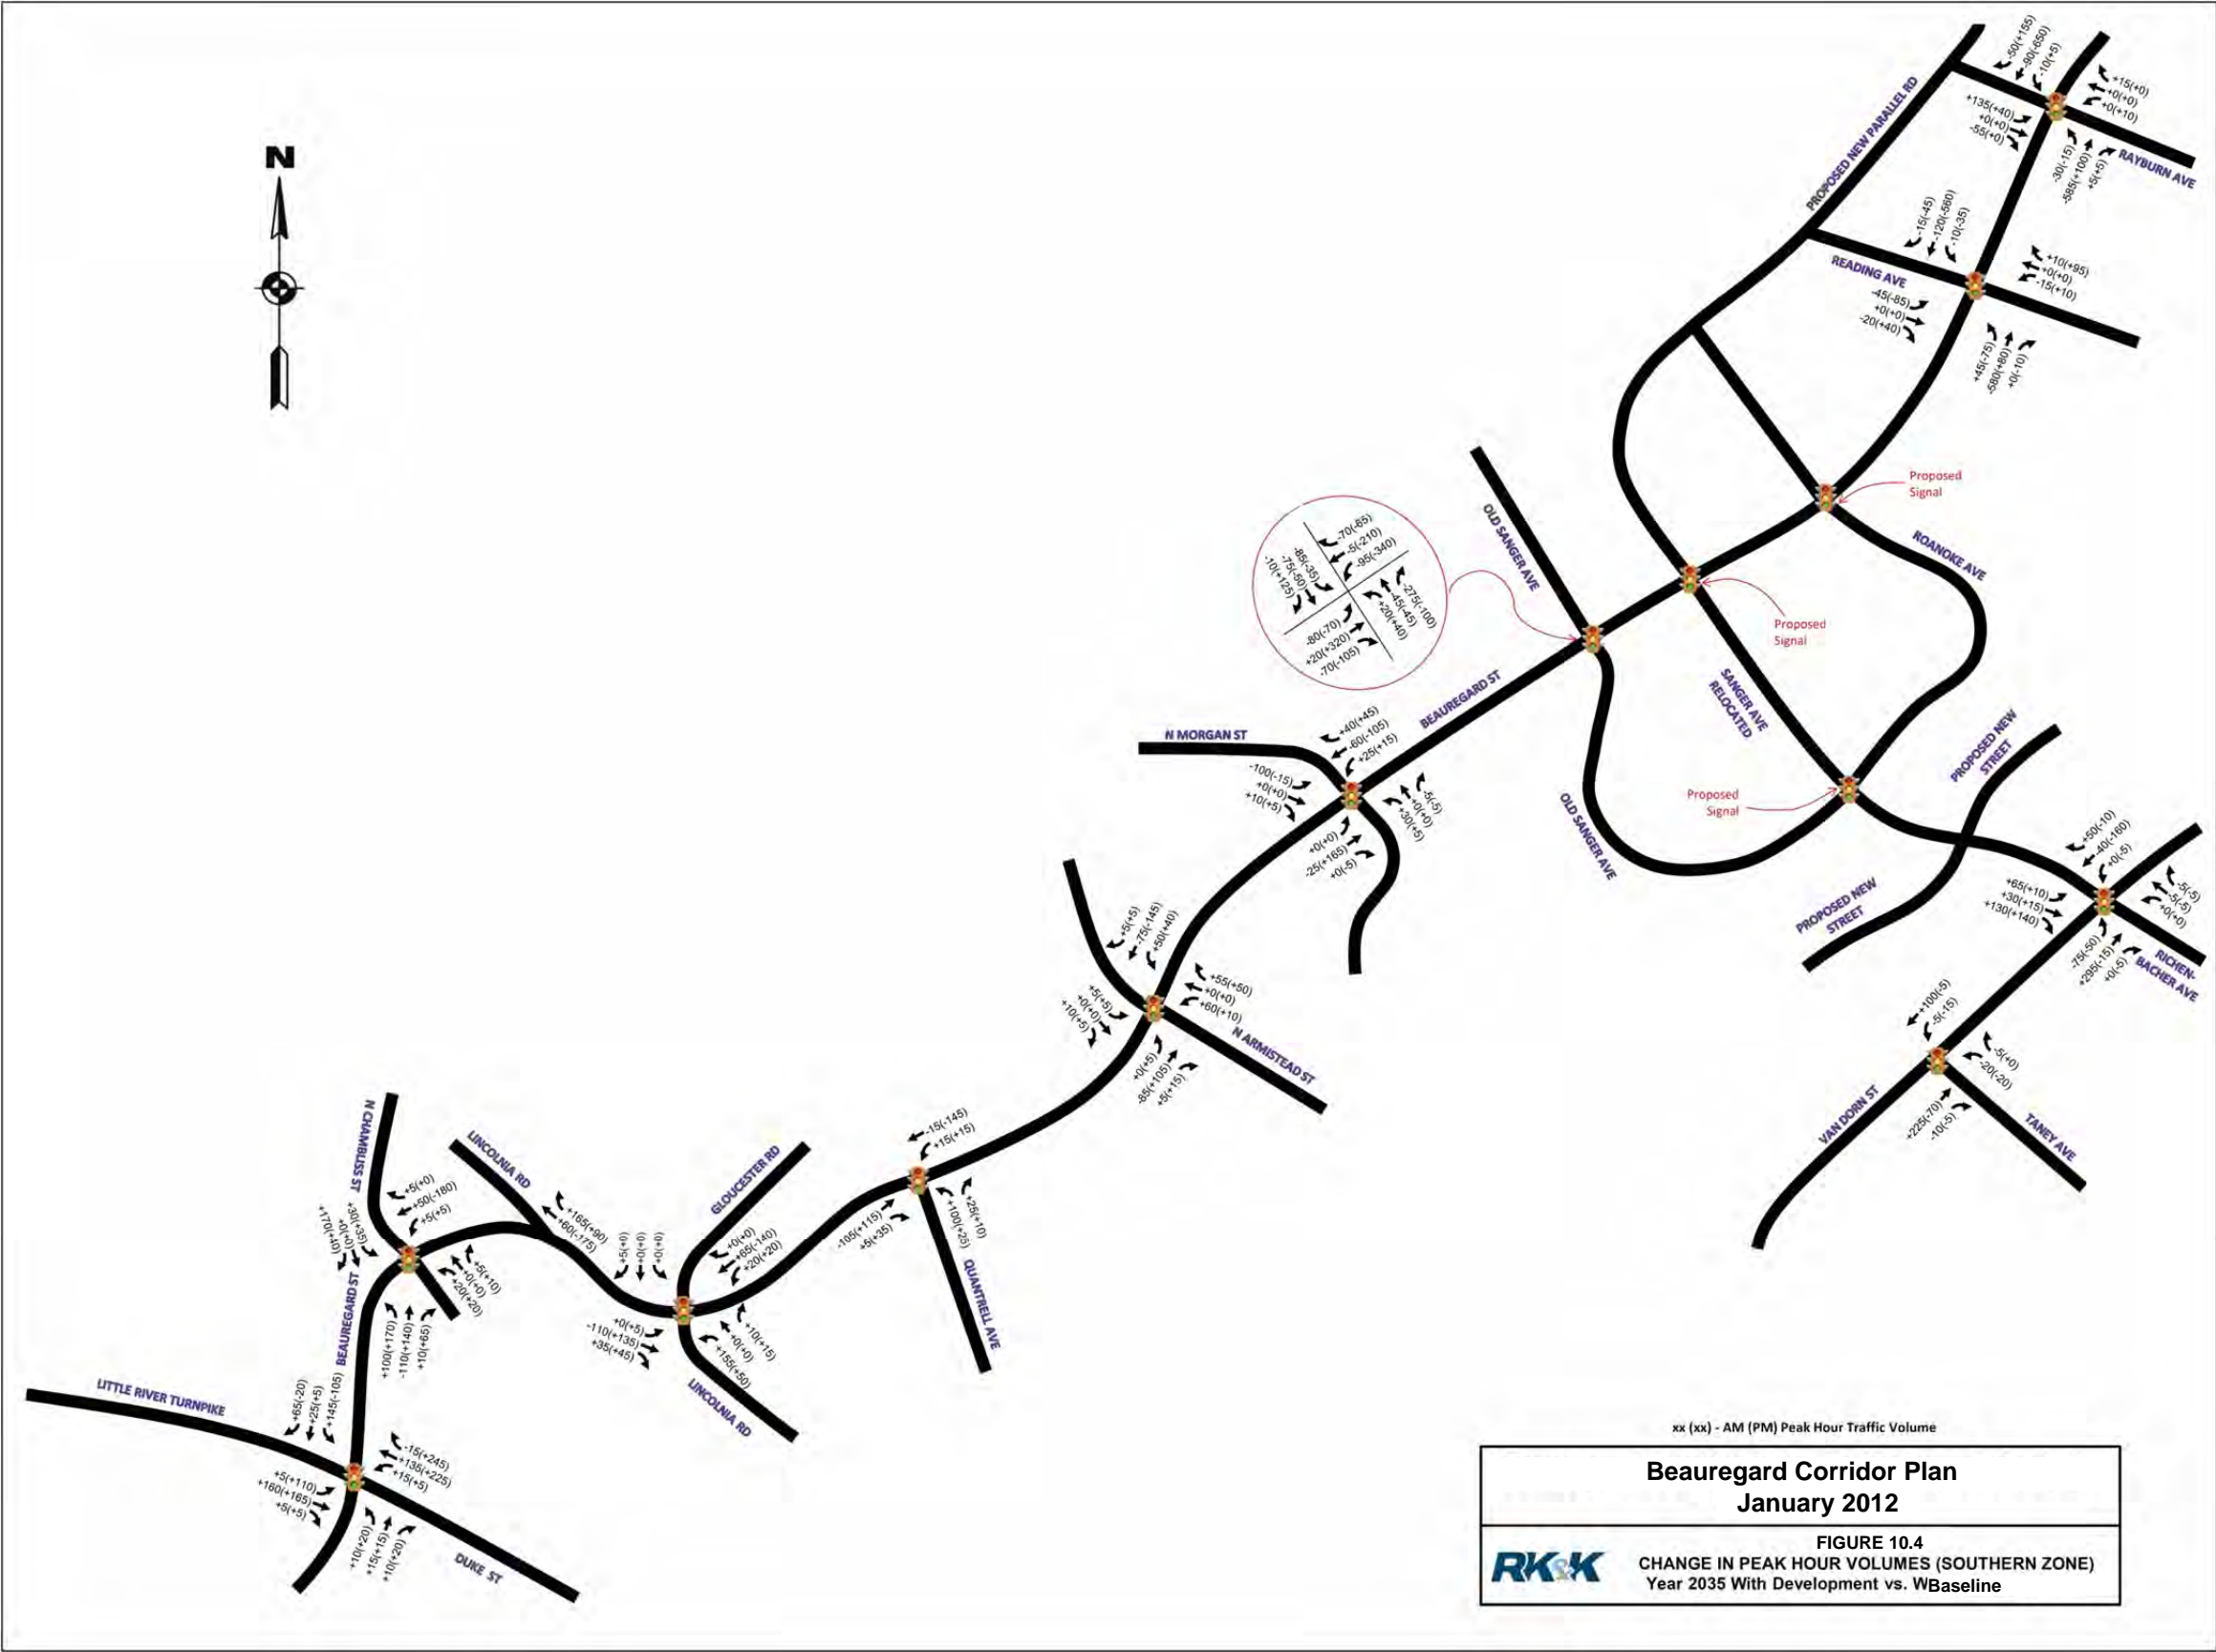 N
-50(+155)
-90(-650)
-10(+5)
+15(+0)
+0(+0)
+0(+10)
+135(+40)
+0(+0)
-55(+0)
-30(-15)
-585(+100)
+5(+5)
RAYBURN AVE
PROPOSED NEW PARALLEL RD
-15(-45)
-120(-560)
-10(-35)
+10(+95)
+0(+0)
-15(+10)
READING AVE
-45(-85)
+0(+0)
-20(+40)
+45(-75)
-580(+80)
+0(-10)
Proposed
Signal
ROANOKE AVE
OLD SANGER AVE
-70(-65)
-5(-210)
-95(-340)
-85(-35)
-75(-50)
-10(+125)
-275(-100)
-45(-45)
+20(+40)
-80(-70)
+20(+320)
-70(-105)
Proposed
Signal
SANGER AVE
RELOCATED
BEAUREGARD ST
N MORGAN ST
+40(+45)
-60(-105)
+25(+15)
-100(-15)
+0(+0)
+10(+5)
-5(-5)
+0(+0)
+30(+5)
+0(+0)
-25(+165)
+0(-5)
OLD SANGER AVE
Proposed
Signal
PROPOSED NEW
STREET
PROPOSED NEW
STREET
+50(-10)
-40(-160)
+0(-5)
+65(+10)
+30(+15)
+130(+140)
-5(-5)
-5(-5)
+0(+0)
-75(-50)
+295(-15)
+0(-5)
RICHEN-
BACHER AVE
+100(-5)
-5(-15)
-5(+0)
-20(-20)
+225(-70)
-10(-5)
VAN DORN ST
TANEY AVE
+5(+5)
-75(-145)
+50(+40)
+55(+50)
+0(+0)
+60(+10)
+5(+5)
+0(+0)
+10(+5)
+0(+5)
-85(+105)
+5(+15)
N ARMISTEAD ST
-15(-145)
+15(+15)
-105(+115)
+5(+35)
+25(+10)
+100(+25)
QUANTRELL AVE
GLOUCESTER RD
+0(+0)
+65(-140)
+20(+20)
+5(+0)
+0(+0)
+0(+0)
+0(+5)
-110(+135)
+35(+45)
+10(+15)
+0(+0)
+155(+50)
LINCOLNIA RD
LINCOLNIA RD
+165(+90)
+60(-175)
N CHAMBLISS ST
+5(+0)
+50(-180)
+5(+5)
+30(+35)
+0(+0)
+170(+40)
+5(+10)
+0(+0)
+20(+20)
+100(+170)
-110(+140)
+10(+65)
BEAUREGARD ST
LITTLE RIVER TURNPIKE
+65(-20)
+25(+5)
+145(-105)
-15(+245)
+135(+225)
+15(+5)
+5(+110)
+160(+165)
+5(+5)
+10(+20)
+15(+15)
+10(+20)
DUKE ST
xx (xx) - AM (PM) Peak Hour Traffic Volume
Beauregard Corridor Plan
January 2012
RK&K
FIGURE 10.4
CHANGE IN PEAK HOUR VOLUMES (SOUTHERN ZONE)
Year 2035 With Development vs. WBaseline